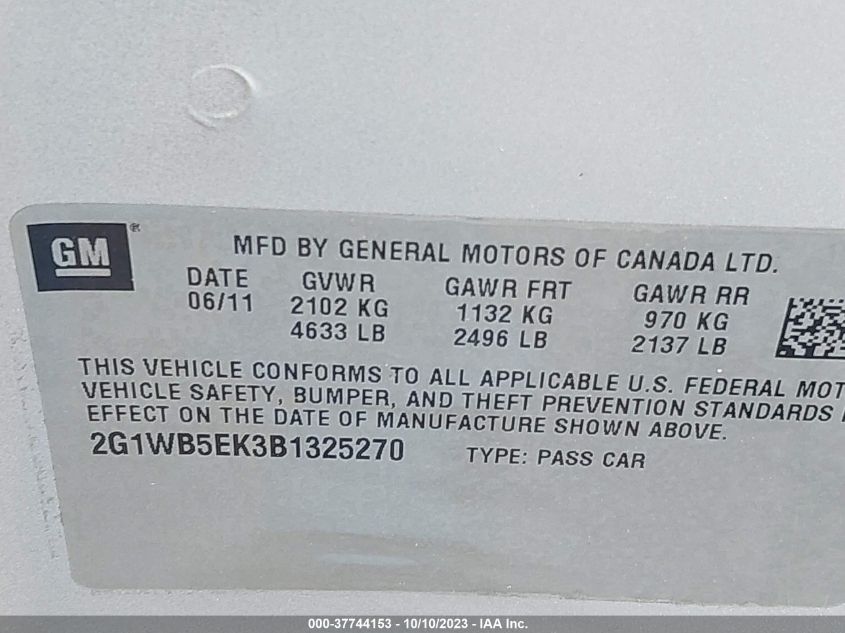 GM ®
MFD BY GENERAL MOTORS OF CANADA LTD.
DATE GVWR GAWR FRT GAWR RR
06/11 2102 KG 1132 KG 970 KG
4633 LB 2496 LB 2137 LB
THIS VEHICLE CONFORMS TO ALL APPLICABLE U.S. FEDERAL MOT
VEHICLE SAFETY, BUMPER, AND THEFT PREVENTION STANDARDS
EFFECT ON THE DATE OF MANUFACTURE SHOWN ABOVE.
2G1WB5EK3B1325270 TYPE: PASS CAR
000-37744153 - 10/10/2023 - IAA Inc.